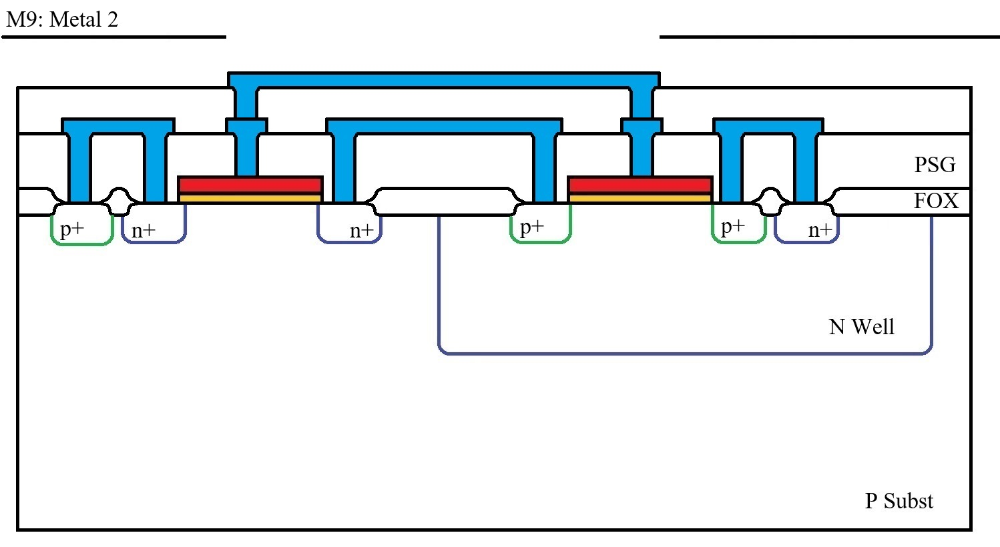 M9: Metal 2
PSG
FOX
p+
n+
n+
p+
p+
n+
N Well
P Subst